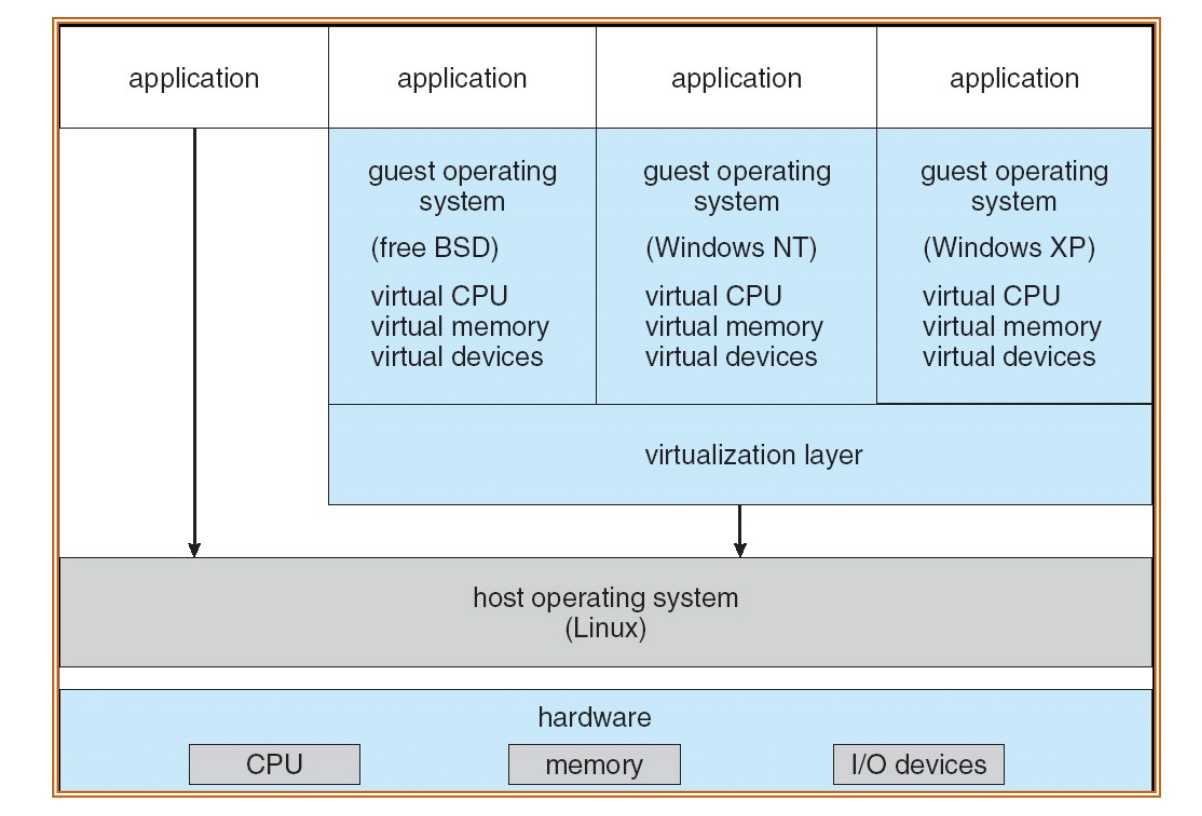 application
application
application
application
guest operating
system
(free BSD)
virtual CPU
virtual memory
virtual devices
guest operating
system
(Windows NT)
virtual CPU
virtual memory
virtual devices
guest operating
system
(Windows XP)
virtual CPU
virtual memory
virtual devices
virtualization layer
host operating system
(Linux)
hardware
CPU
memory
I/O devices